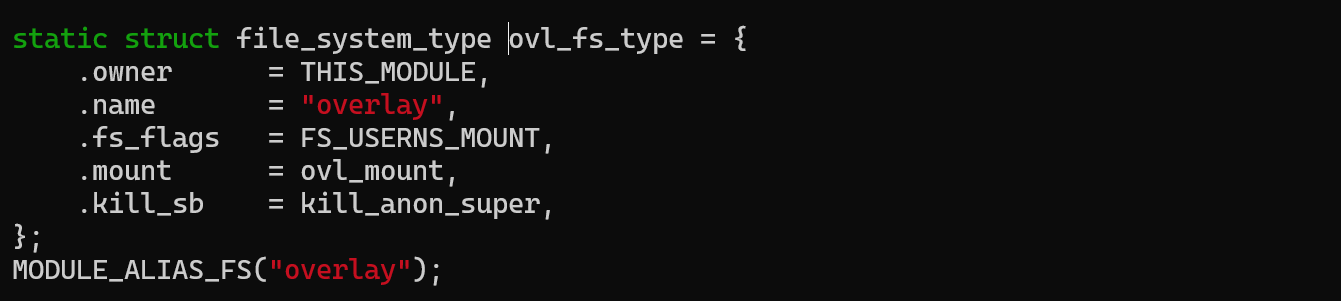 static struct file_system_type ovl_fs_type = {
    .owner      = THIS_MODULE,
    .name       = "overlay",
    .fs_flags   = FS_USERNS_MOUNT,
    .mount      = ovl_mount,
    .kill_sb    = kill_anon_super,
};
MODULE_ALIAS_FS("overlay");